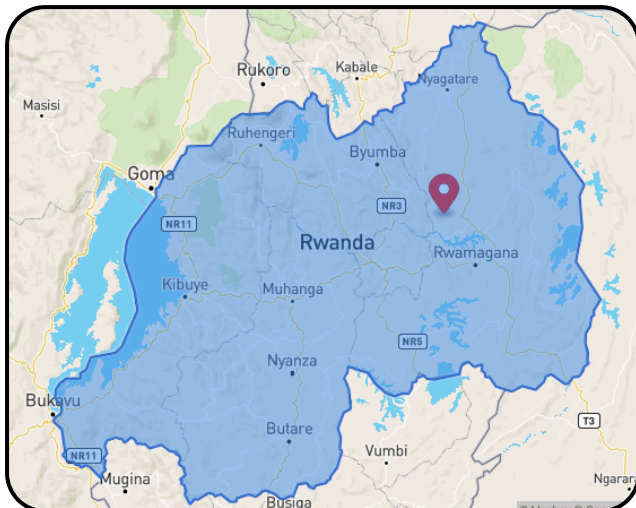 Rukoro
Kabale
Nyagatare
Masisi
Ruhengeri
Byumba
Goma
NR3
NR11
Rwanda
Rwamagana
Kibuye
Muhanga
NR5
Nyanza
Bukavu
T3
Butare
Vumbi
NR11
Mugina
Ngarara
Busiga